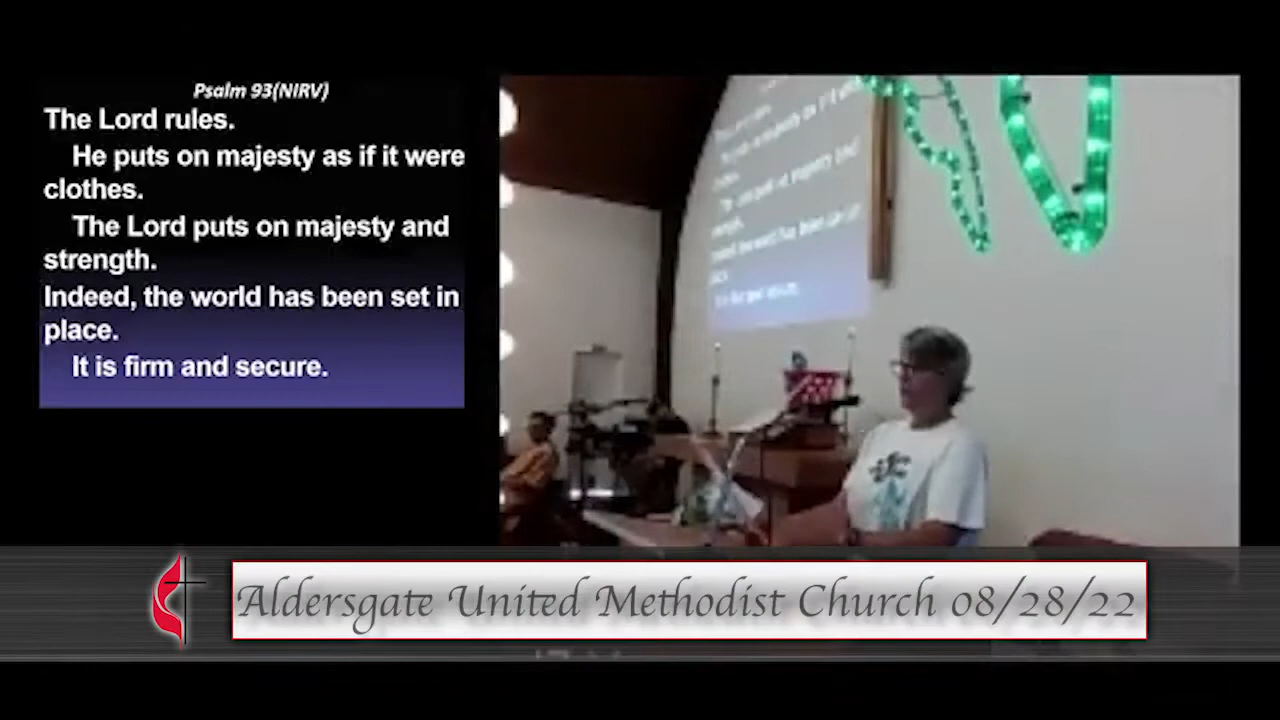 Psalm 93(NIRV)
The Lord rules.
He puts on majesty as if it were
clothes.
The Lord puts on majesty and
strength.
Indeed, the world has been set in
place.
It is firm and secure.
Aldersgate United Methodist Church 08/28/22